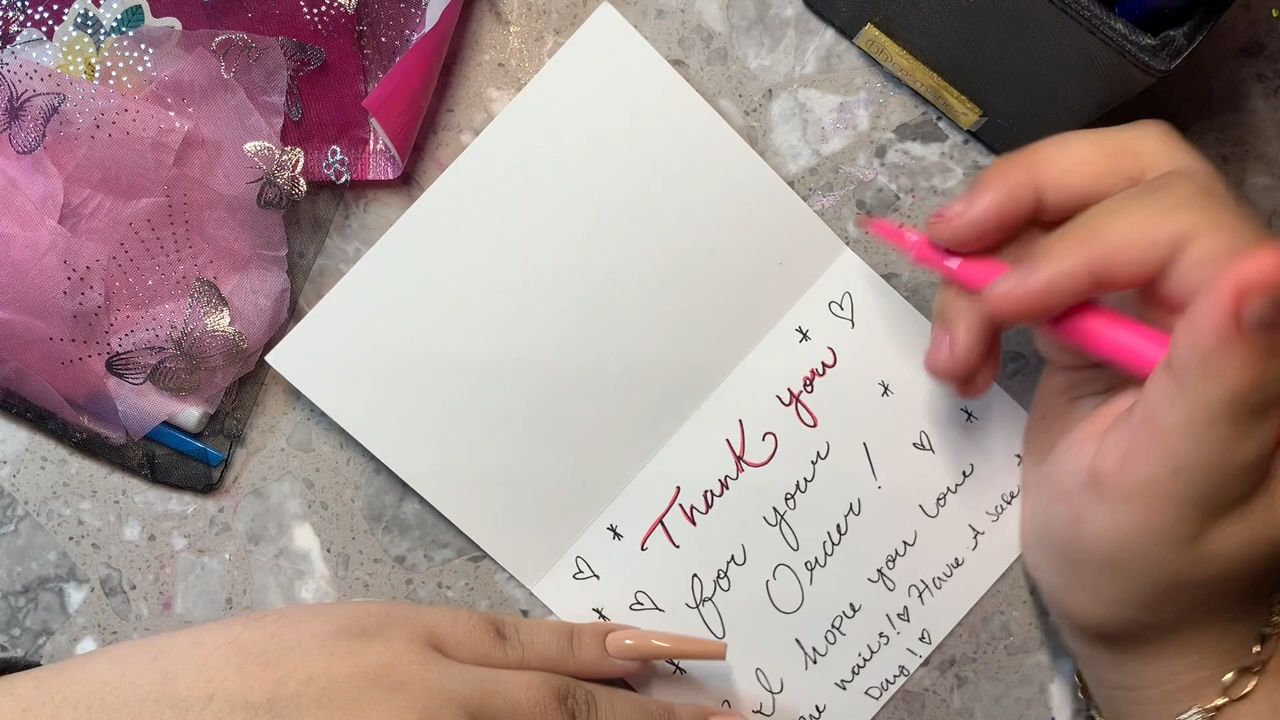 Thank you
for your
Order!
I hope you love
nails! Have A Safe
Day!